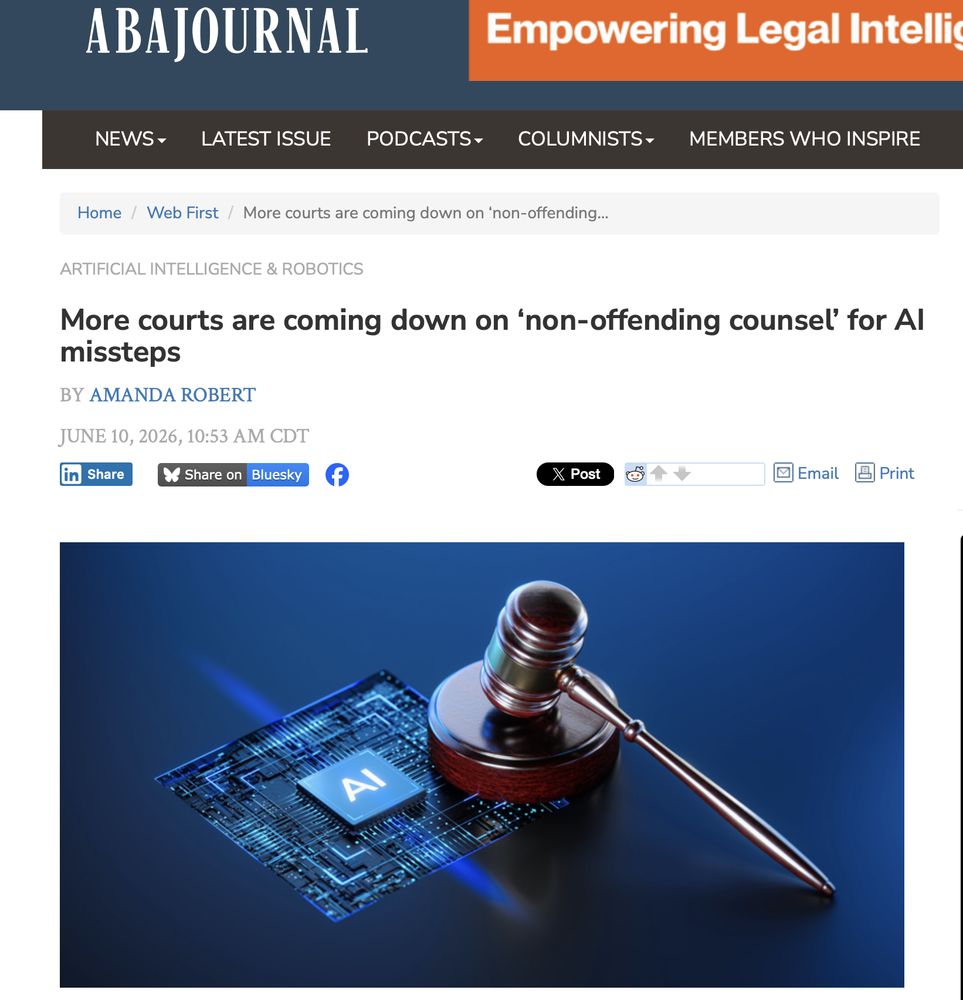 ABAJOURNAL
Empowering Legal Intellig
NEWS LATEST ISSUE PODCASTS COLUMNISTS MEMBERS WHO INSPIRE
Home / Web First / More courts are coming down on ‘non-offending...
ARTIFICIAL INTELLIGENCE & ROBOTICS
More courts are coming down on ‘non-offending counsel’ for AI
missteps
BY AMANDA ROBERT
JUNE 10, 2026, 10:53 AM CDT
in Share Share on Bluesky Post Email Print
AI